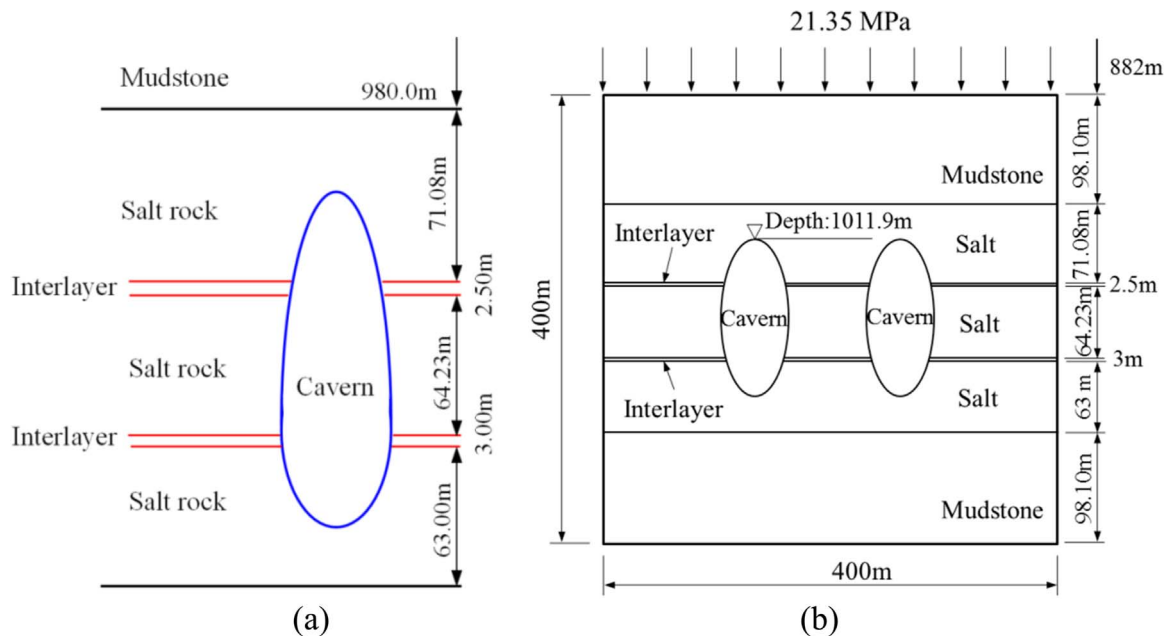 Mudstone
980.0m
71.08m
Salt rock
Interlayer
2.50m
Salt rock
Cavern
64.23m
Interlayer
3.00m
Salt rock
63.00m
(a)
21.35 MPa
882m
400m
98.10m
Mudstone
Depth:1011.9m
Interlayer
Salt
71.08m
2.5m
Cavern
Cavern
Salt
64.23m
3m
Interlayer
Salt
63 m
Mudstone
98.10m
400m
(b)